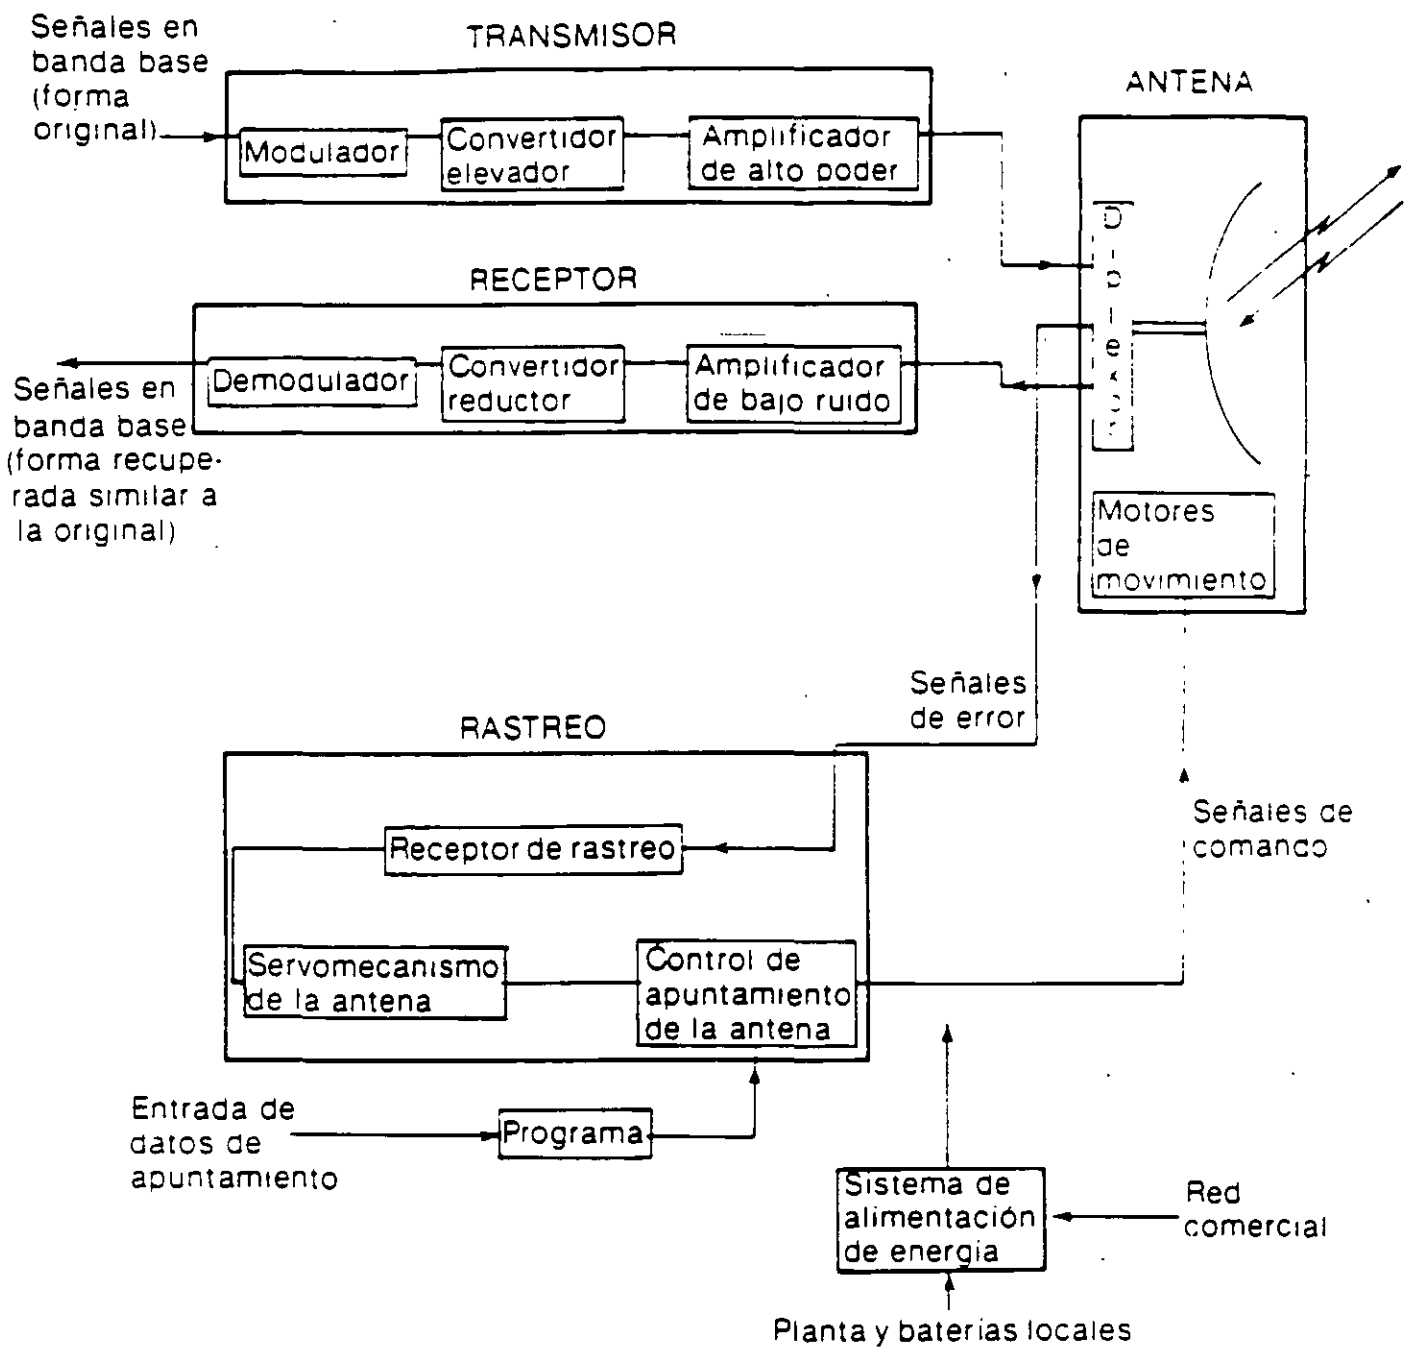 Señales en
banda base
(forma
original)
TRANSMISOR
Modulador
Convertidor
elevador
Amplificador
de alto poder
ANTENA
Diplexor
Motores
de
movimiento
RECEPTOR
Demodulador
Convertidor
reductor
Amplificador
de bajo ruido
Señales en
banda base
(forma recupe-
rada similar a
la original)
Señales
de error
RASTREO
Receptor de rastreo
Servomecanismo
de la antena
Control de
apuntamiento
de la antena
Señales de
comando
Entrada de
datos de
apuntamiento
Programa
Sistema de
alimentación
de energia
Red
comercial
Planta y baterias locales